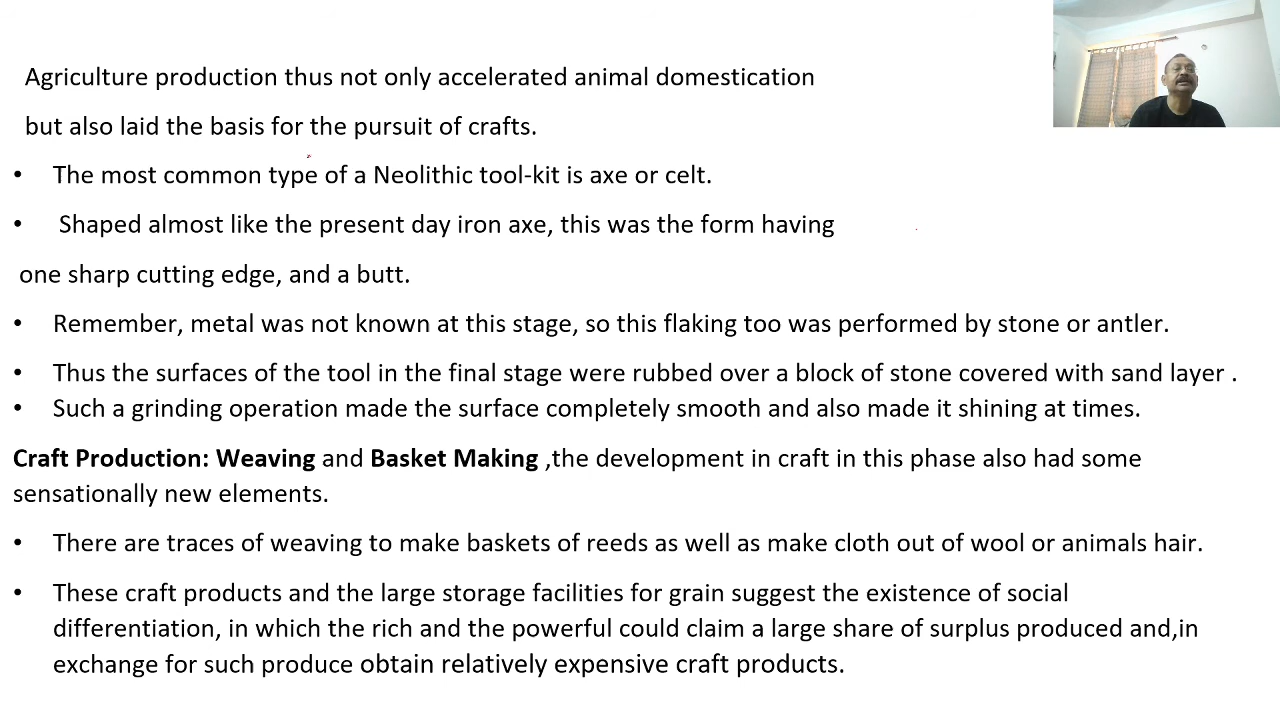 Agriculture production thus not only accelerated animal domestication
but also laid the basis for the pursuit of crafts.
• The most common type of a Neolithic tool-kit is axe or celt.
• Shaped almost like the present day iron axe, this was the form having
one sharp cutting edge, and a butt.
• Remember, metal was not known at this stage, so this flaking too was performed by stone or antler.
• Thus the surfaces of the tool in the final stage were rubbed over a block of stone covered with sand layer .
• Such a grinding operation made the surface completely smooth and also made it shining at times.
Craft Production: Weaving and Basket Making ,the development in craft in this phase also had some
sensationally new elements.
• There are traces of weaving to make baskets of reeds as well as make cloth out of wool or animals hair.
• These craft products and the large storage facilities for grain suggest the existence of social
differentiation, in which the rich and the powerful could claim a large share of surplus produced and,in
exchange for such produce obtain relatively expensive craft products.